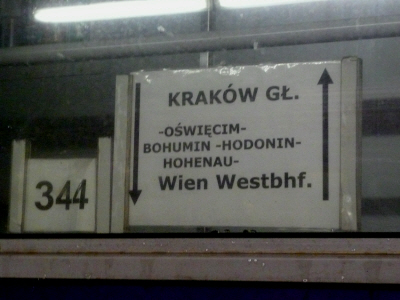 KRAKÓW GŁ.
-OŚWIĘCIM-
BOHUMIN -HODONIN-
HOHENAU-
Wien Westbhf.
344